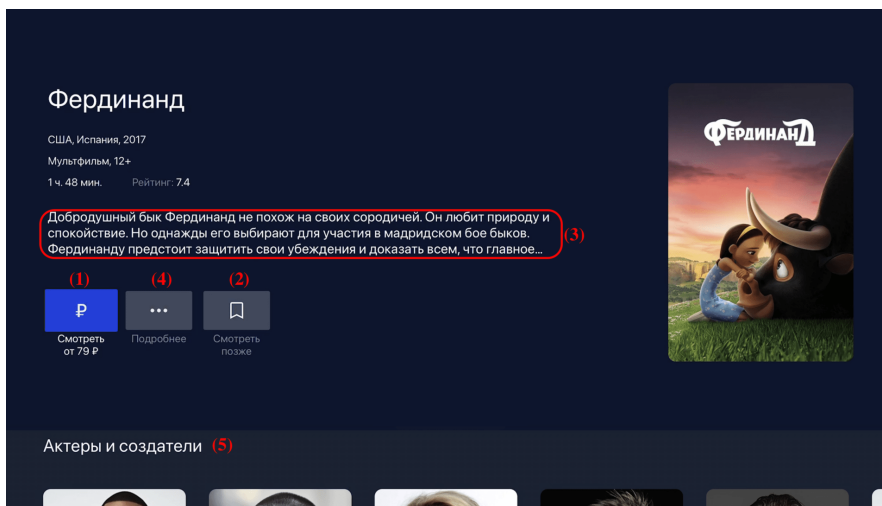 Фердинанд
США, Испания, 2017
Мультфильм, 12+
1 ч. 48 мин. Рейтинг: 7.4
Добродушный бык Фердинанд не похож на своих сородичей. Он любит природу и
спокойствие. Но однажды его выбирают для участия в мадридском бое быков.
Фердинанду предстоит защитить свои убеждения и доказать всем, что главное...
(3)
(1) (4) (2)
₽
Смотреть
от 79 ₽
Подробнее
Смотреть
позже
ФЕРДИНАНД
Актеры и создатели (5)